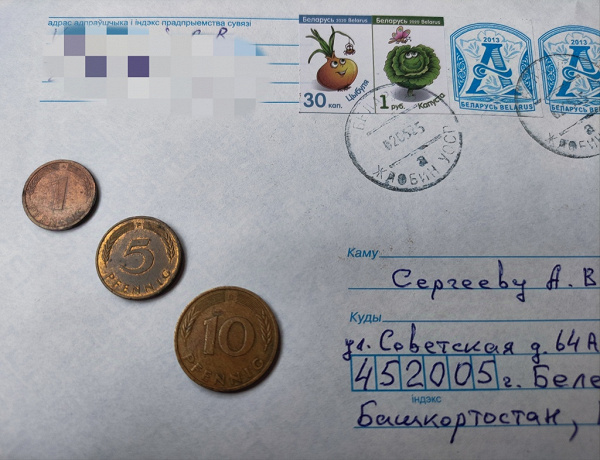 адрас адпраўшчыка і індэкс прадпрыемства сувязі
Беларусь 2020 Belarus
30 кап. Цыбуля
Беларусь 2020 Belarus
1 руб. Капуста
2013
А
БЕЛАРУСЬ BELARUS
2013
А
БЕЛАРУСЬ BELARUS
ЖЛОБИН УССР
а
а
1
5
PFENNIG
10
PFENNIG
Каму
Сергееву А. В
Куды
ул. Советская д. 64А
452005 г. Беле
індэкс
Башкортостан,